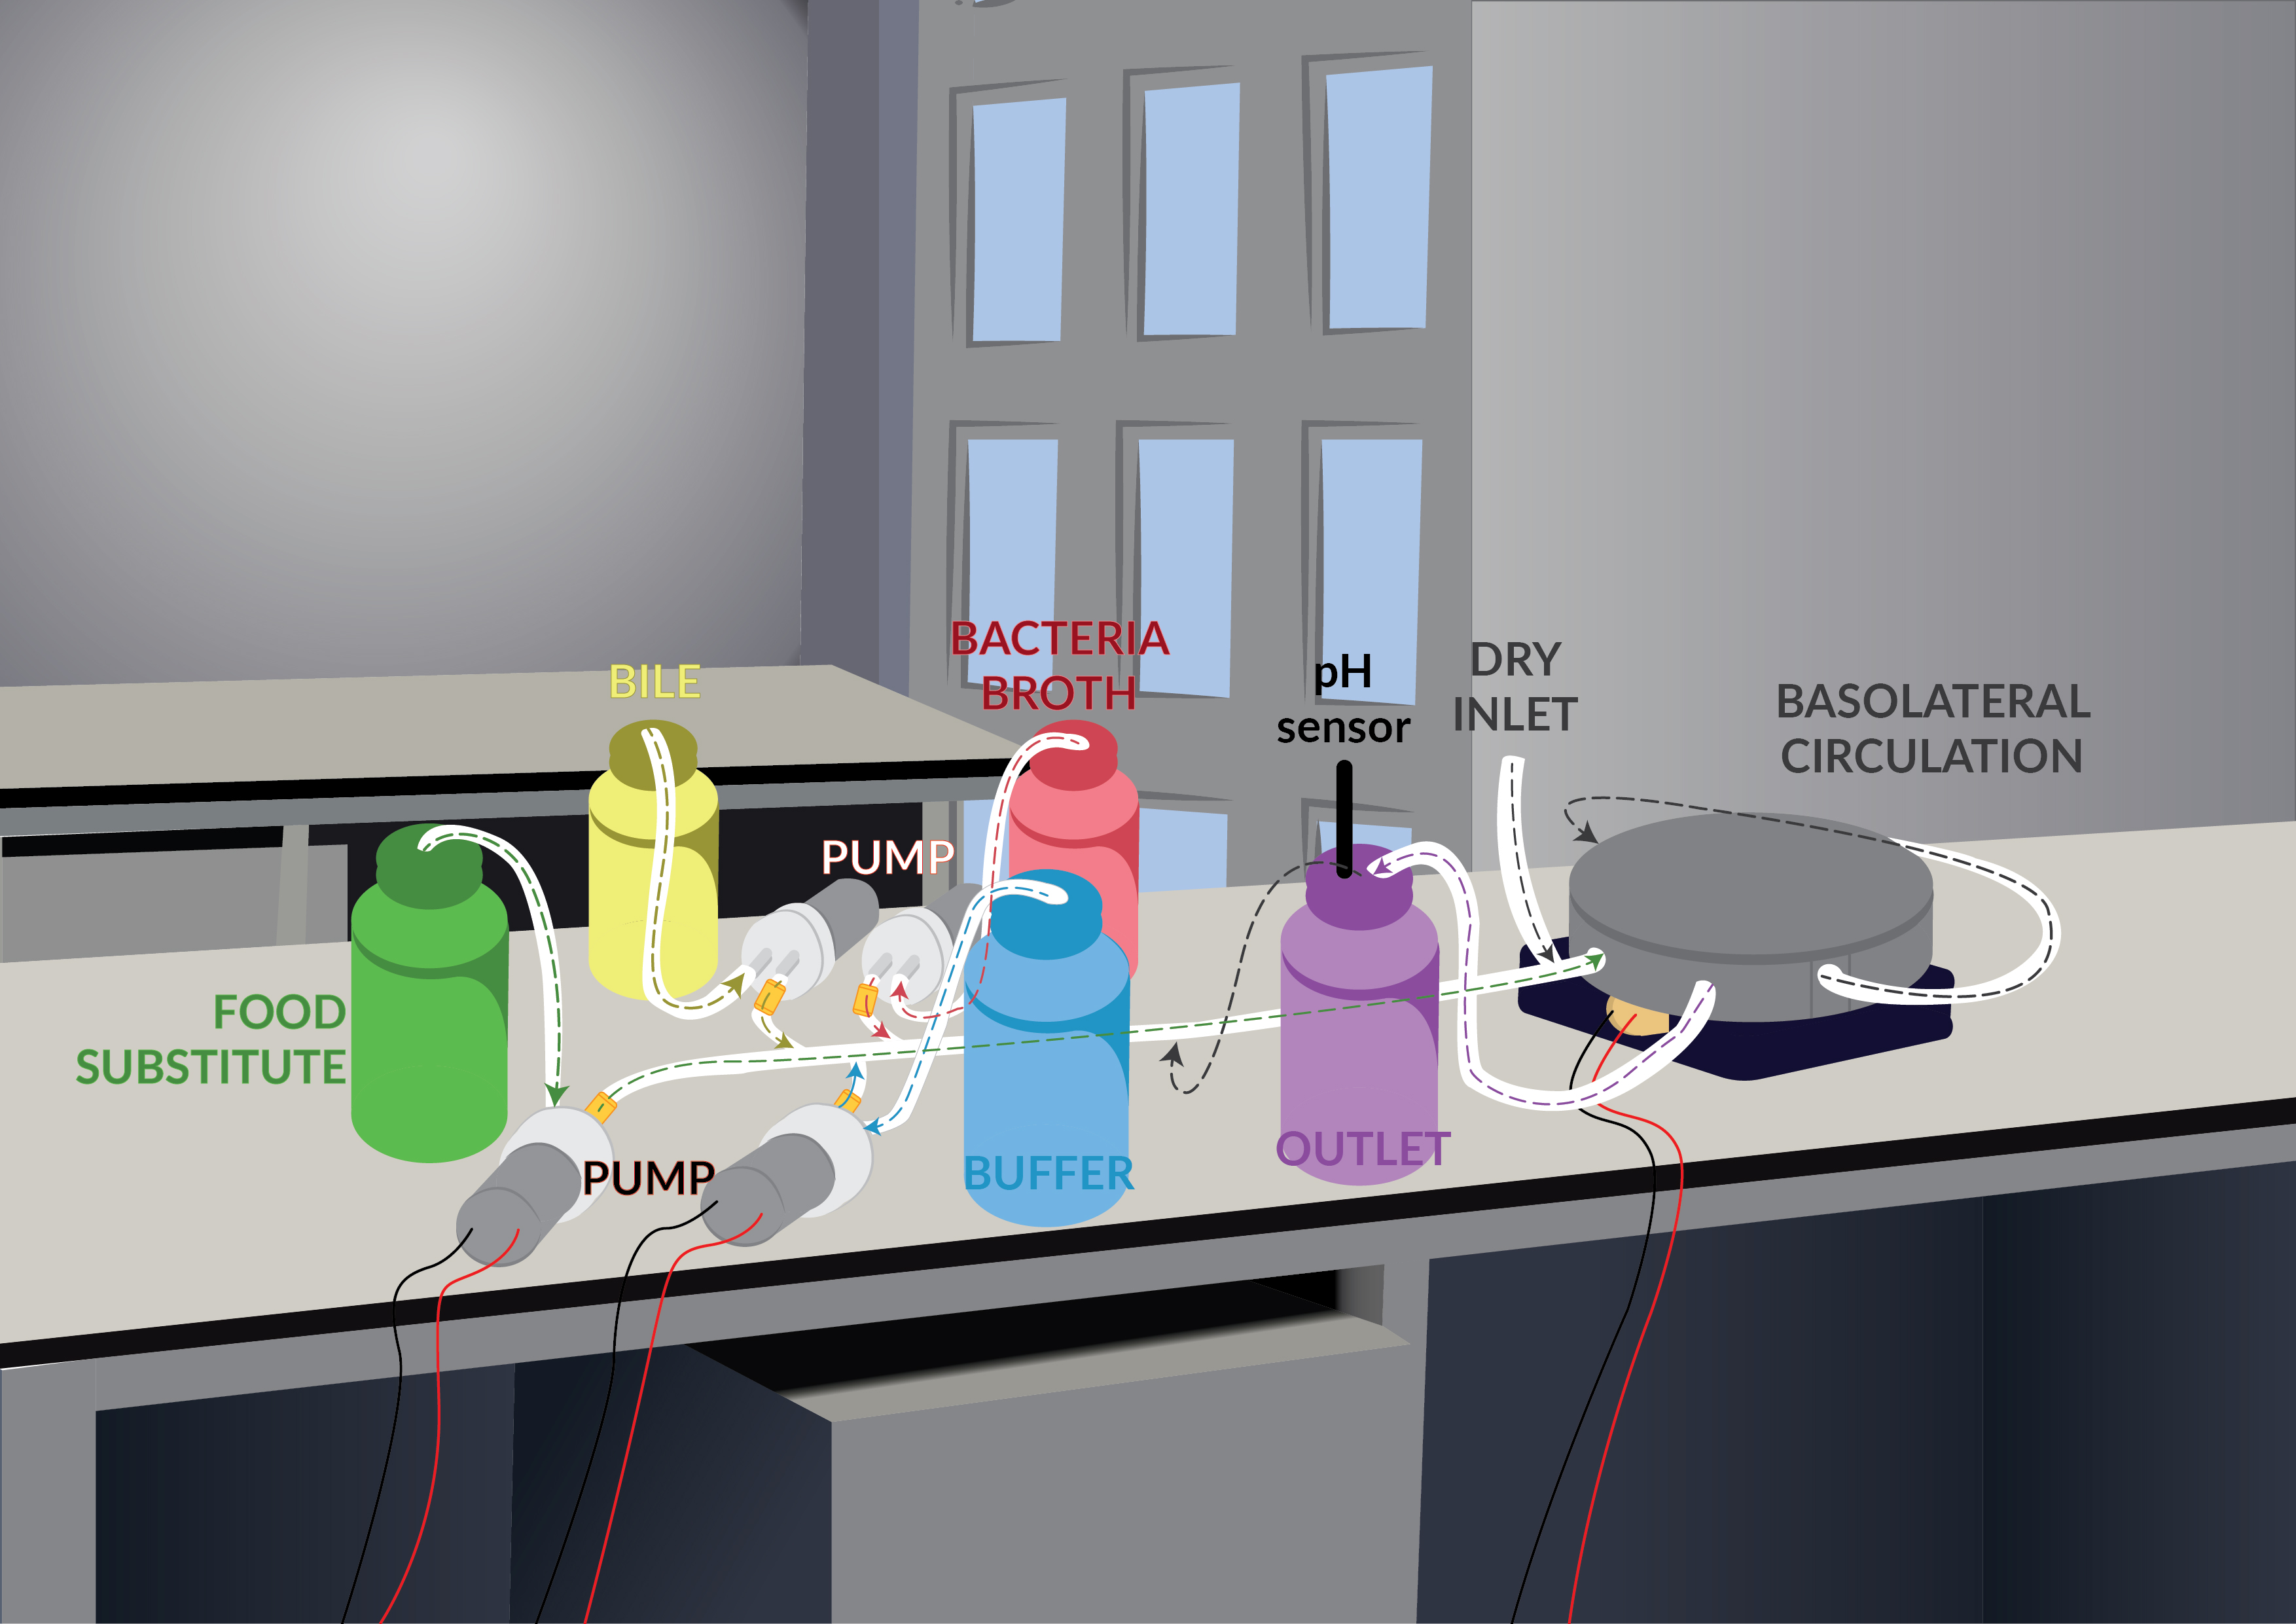 BACTERIA
BROTH
BILE
pH
sensor
DRY
INLET
BASOLATERAL
CIRCULATION
PUMP
FOOD
SUBSTITUTE
PUMP
BUFFER
OUTLET